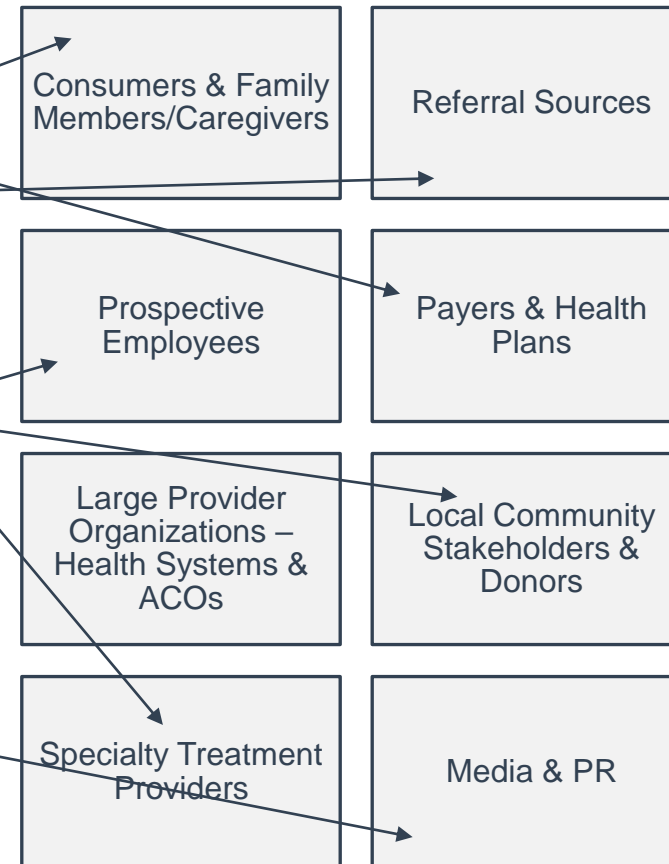 Consumers & Family
Members/Caregivers
Referral Sources
Prospective
Employees
Payers & Health
Plans
Large Provider
Organizations –
Health Systems &
ACOs
Local Community
Stakeholders &
Donors
Specialty Treatment
Providers
Media & PR